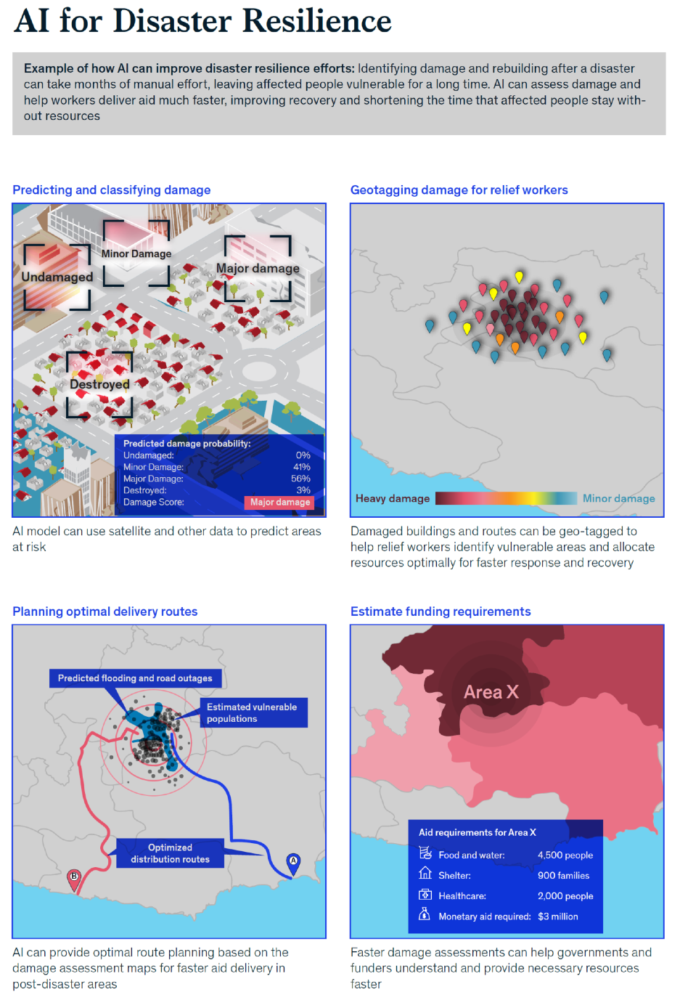 AI for Disaster Resilience
Example of how AI can improve disaster resilience efforts: Identifying damage and rebuilding after a disaster
can take months of manual effort, leaving affected people vulnerable for a long time. AI can assess damage and
help workers deliver aid much faster, improving recovery and shortening the time that affected people stay with-
out resources
Predicting and classifying damage
Undamaged
Minor Damage
Major damage
Destroyed
Predicted damage probability:
Undamaged: 0%
Minor Damage: 41%
Major Damage: 56%
Destroyed: 3%
Damage Score: Major damage
AI model can use satellite and other data to predict areas
at risk
Geotagging damage for relief workers
Heavy damage
Minor damage
Damaged buildings and routes can be geo-tagged to
help relief workers identify vulnerable areas and allocate
resources optimally for faster response and recovery
Planning optimal delivery routes
Predicted flooding and road outages
Estimated vulnerable
populations
Optimized
distribution routes
A
B
AI can provide optimal route planning based on the
damage assessment maps for faster aid delivery in
post-disaster areas
Estimate funding requirements
Area X
Aid requirements for Area X
Food and water: 4,500 people
Shelter: 900 families
Healthcare: 2,000 people
Monetary aid required: $3 million
Faster damage assessments can help governments and
funders understand and provide necessary resources
faster